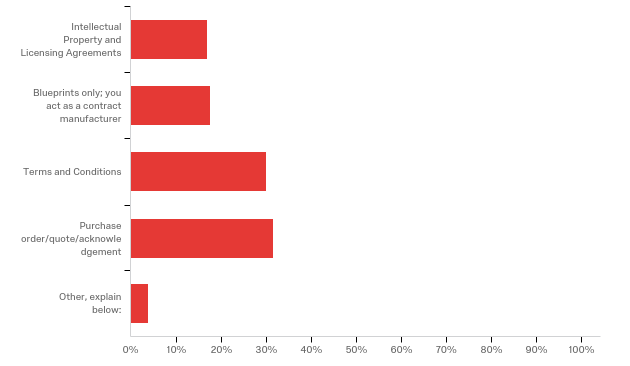 Intellectual
Property and
Licensing Agreements
Blueprints only; you
act as a contract
manufacturer
Terms and Conditions
Purchase
order/quote/acknowle
dgement
Other, explain
below:
0% 10% 20% 30% 40% 50% 60% 70% 80% 90% 100%